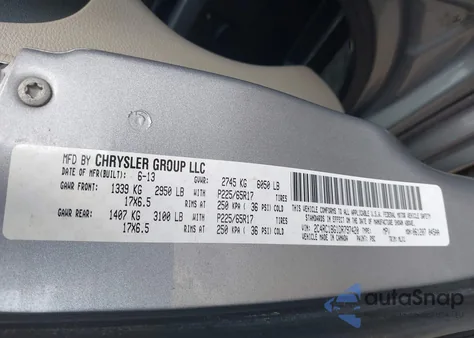 MFD BY CHRYSLER GROUP LLC
DATE OF MFR(BUILT): 6-13 GVWR: 2745 KG 6050 LB
GAWR FRONT: 1339 KG 2950 LB WITH P225/65R17 TIRES
17X6.5 RIMS AT 250 KPA ( 36 PSI) COLD
GAWR REAR: 1407 KG 3100 LB WITH P225/65R17 TIRES
17X6.5 RIMS AT 250 KPA ( 36 PSI) COLD
THIS VEHICLE CONFORMS TO ALL APPLICABLE
U.S.A. FEDERAL MOTOR VEHICLE SAFETY
STANDARDS IN EFFECT ON THE DATE OF
MANUFACTURE SHOWN ABOVE.
VIN: TYPE: MPV
VEHICLE MADE IN CANADA PAINT:
autoSnap